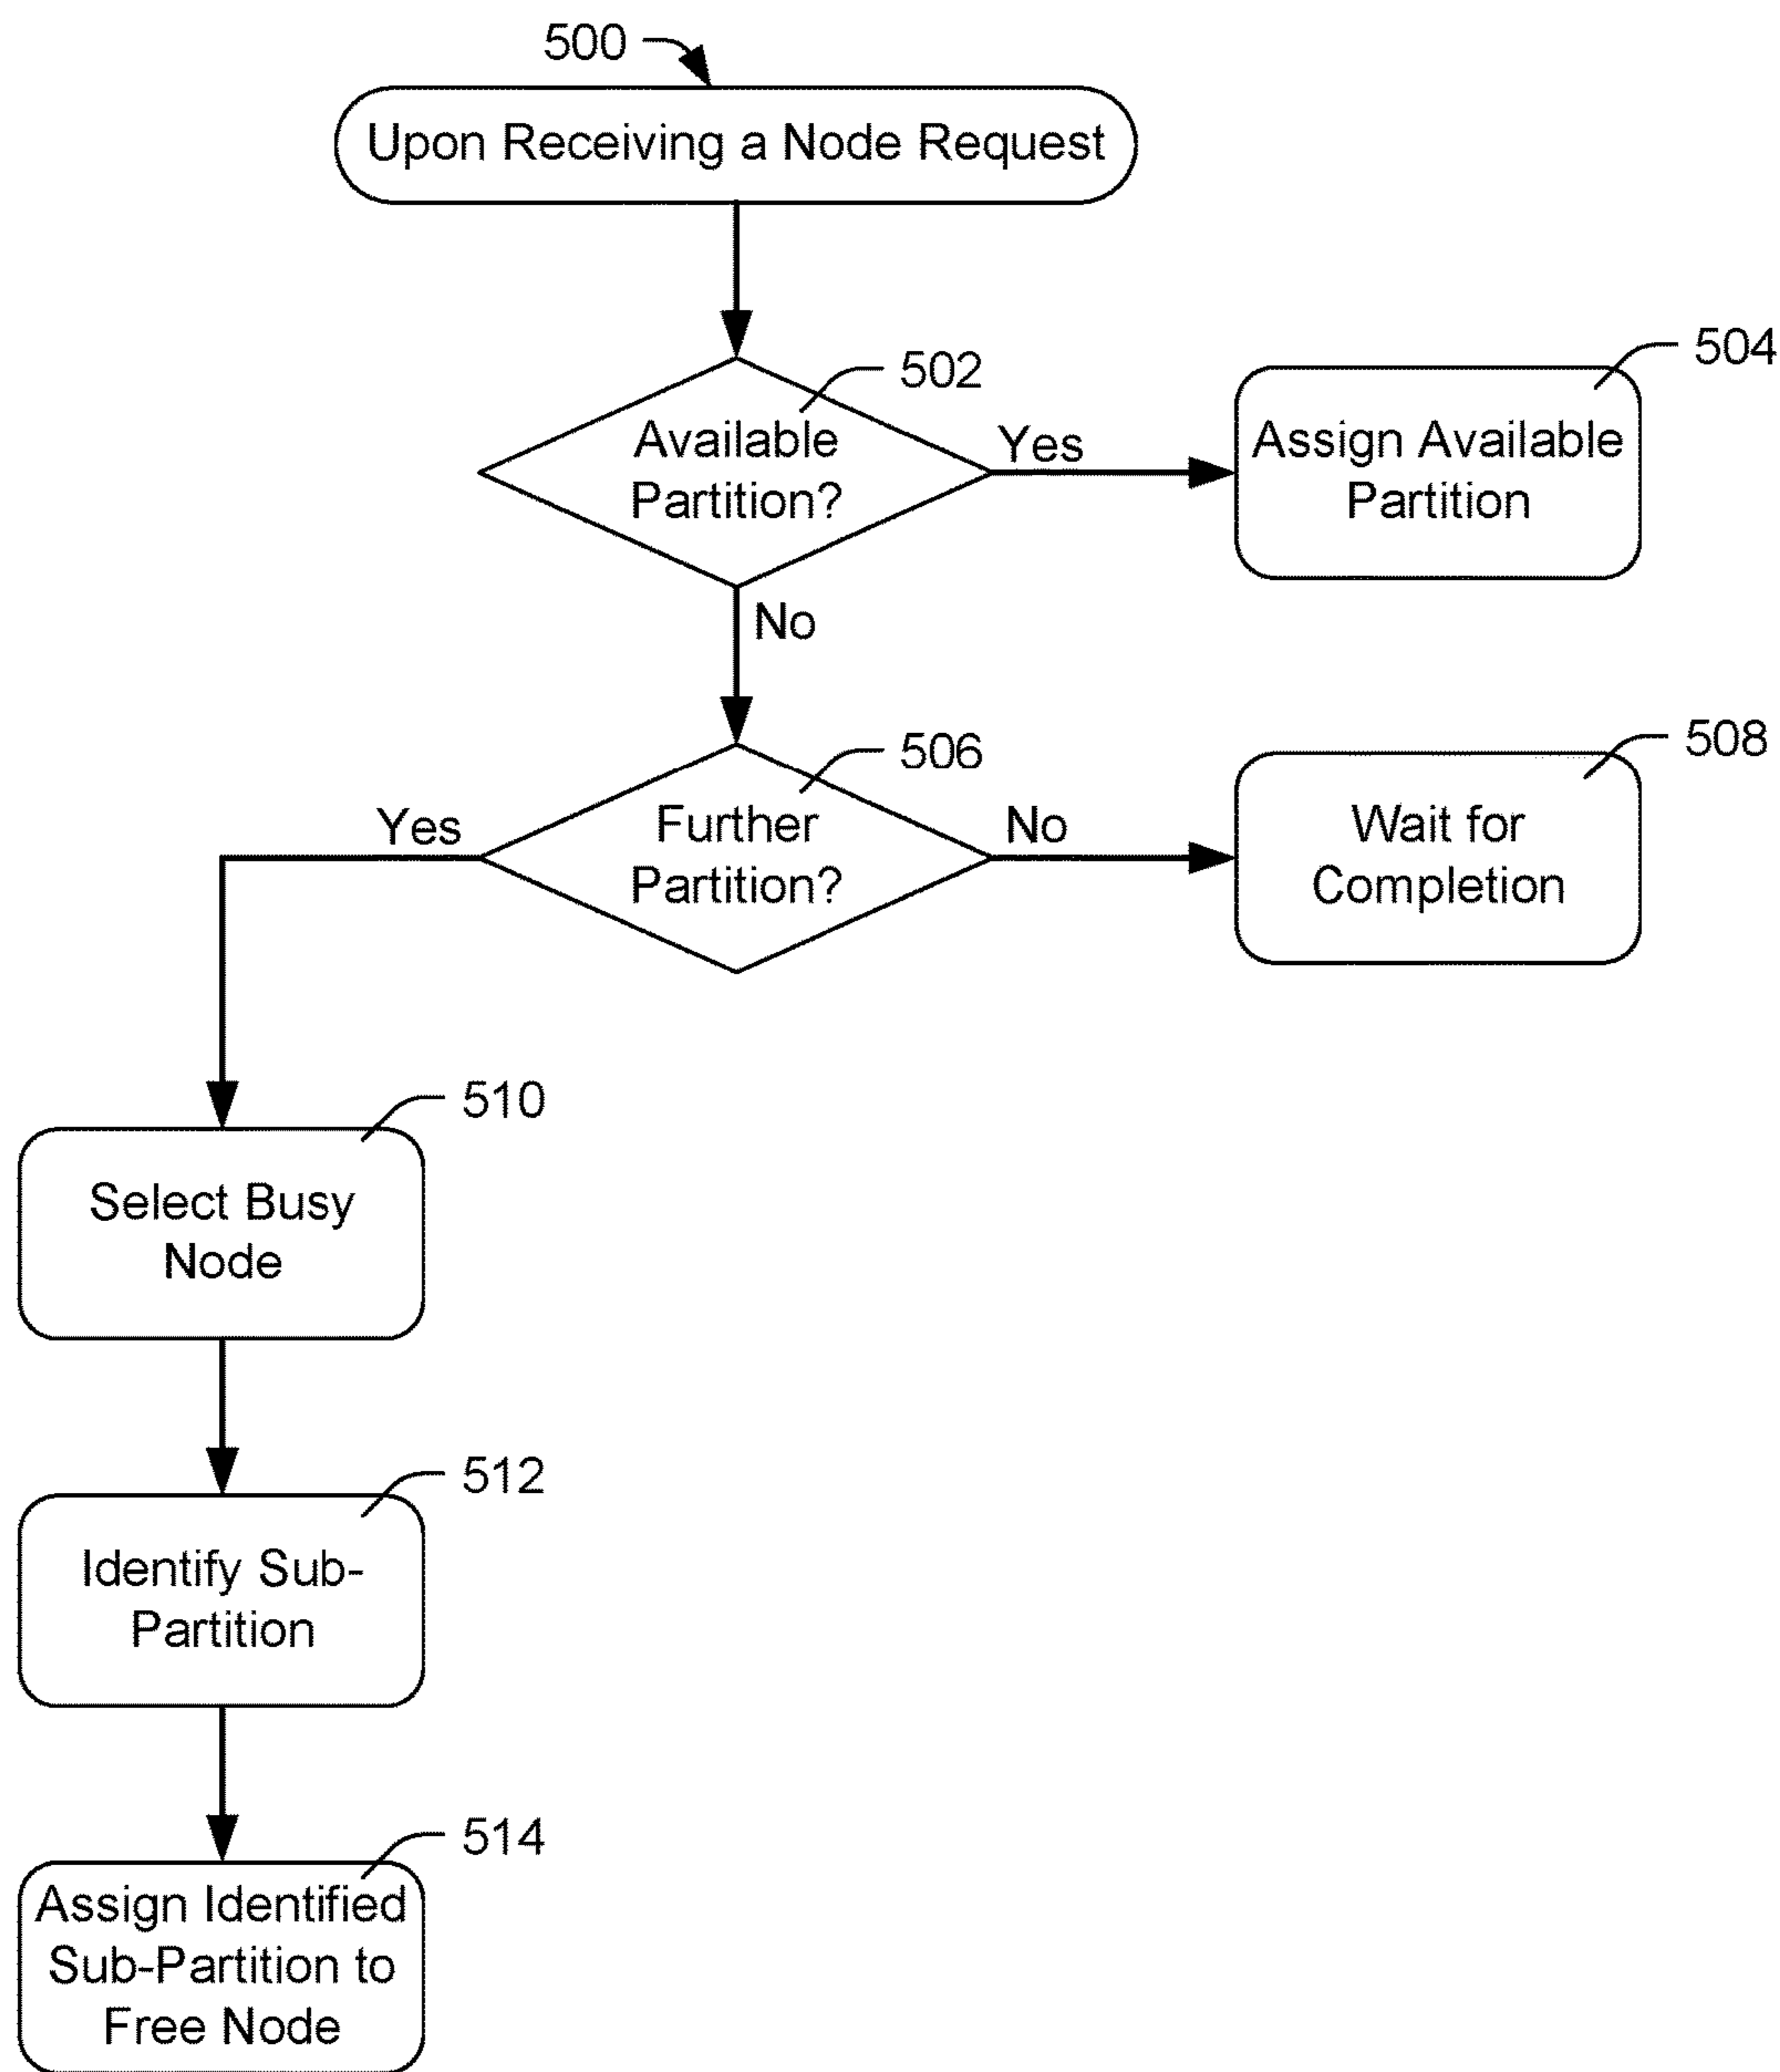 500
Upon Receiving a Node Request
502
Available
Partition?
Yes
504
Assign Available
Partition
No
506
Further
Partition?
Yes
No
508
Wait for
Completion
510
Select Busy
Node
512
Identify Sub-
Partition
514
Assign Identified
Sub-Partition to
Free Node